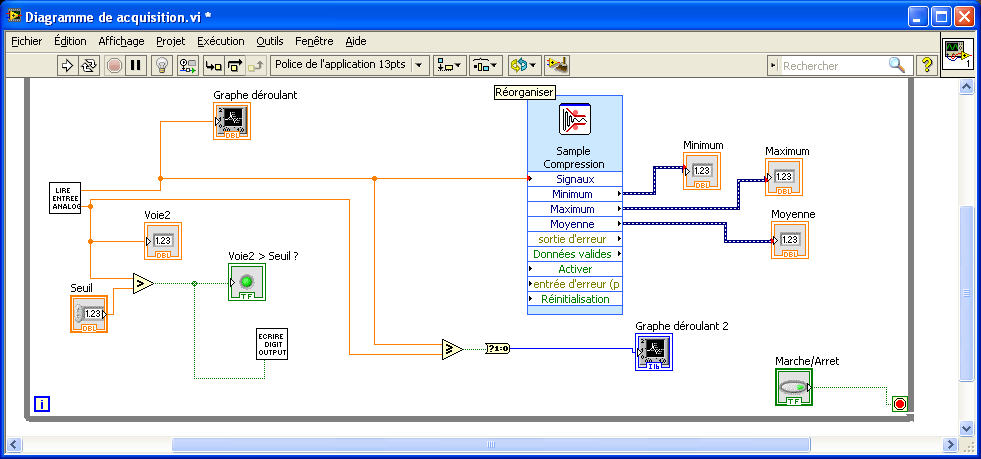 Diagramme de acquisition.vi *
Fichier Édition Affichage Projet Exécution Outils Fenêtre Aide
Police de l'application 13pts
Rechercher
?
1
Réorganiser
Graphe déroulant
DBL
Sample
Compression
Signaux
Minimum
Maximum
Moyenne
sortie d'erreur
Données valides
Activer
entrée d'erreur (p
Réinitialisation
Minimum
1.23
DBL
Maximum
1.23
DBL
Moyenne
1.23
DBL
LIRE
ENTREE
ANALOG
Voie2
1.23
DBL
Voie2 > Seuil ?
TF
>
Seuil
1.23
DBL
ECRIRE
DIGIT
OUTPUT
≥
?1:0
Graphe déroulant 2
I16
Marche/Arret
TF
i